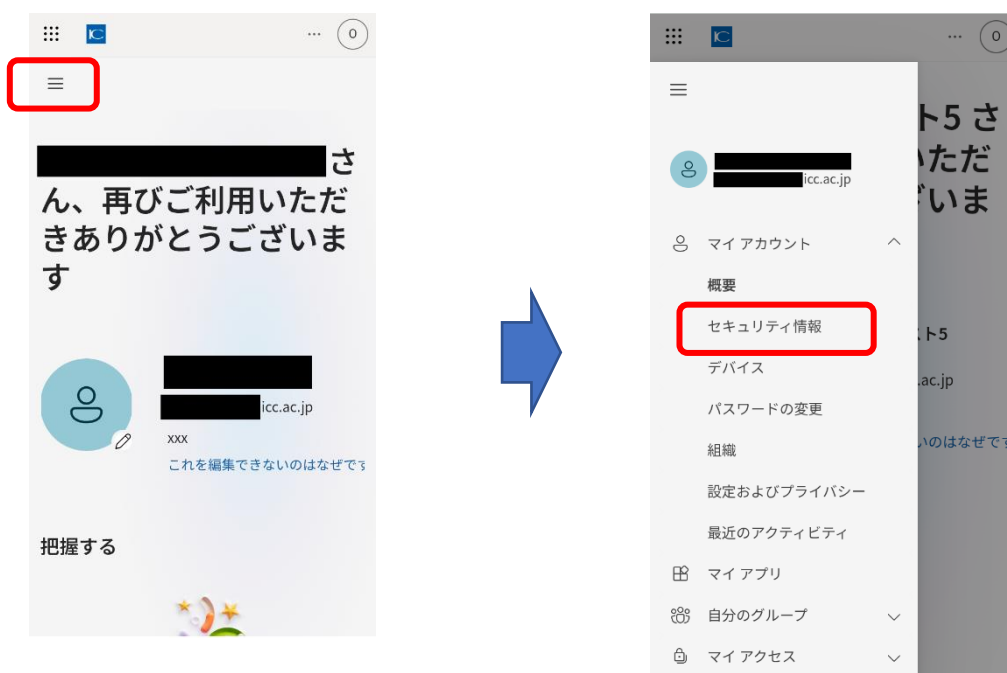 IC
...
0
さ
ん、再びご利用いただ
きありがとうございま
す
icc.ac.jp
xxx
これを編集できないのはなぜです
把握する
IC
...
0
icc.ac.jp
マイ アカウント
概要
セキュリティ情報
デバイス
パスワードの変更
組織
設定およびプライバシー
最近のアクティビティ
マイ アプリ
自分のグループ
マイ アクセス
ト5 さ
いただ
ざいま
スト5
.ac.jp
いのはなぜです